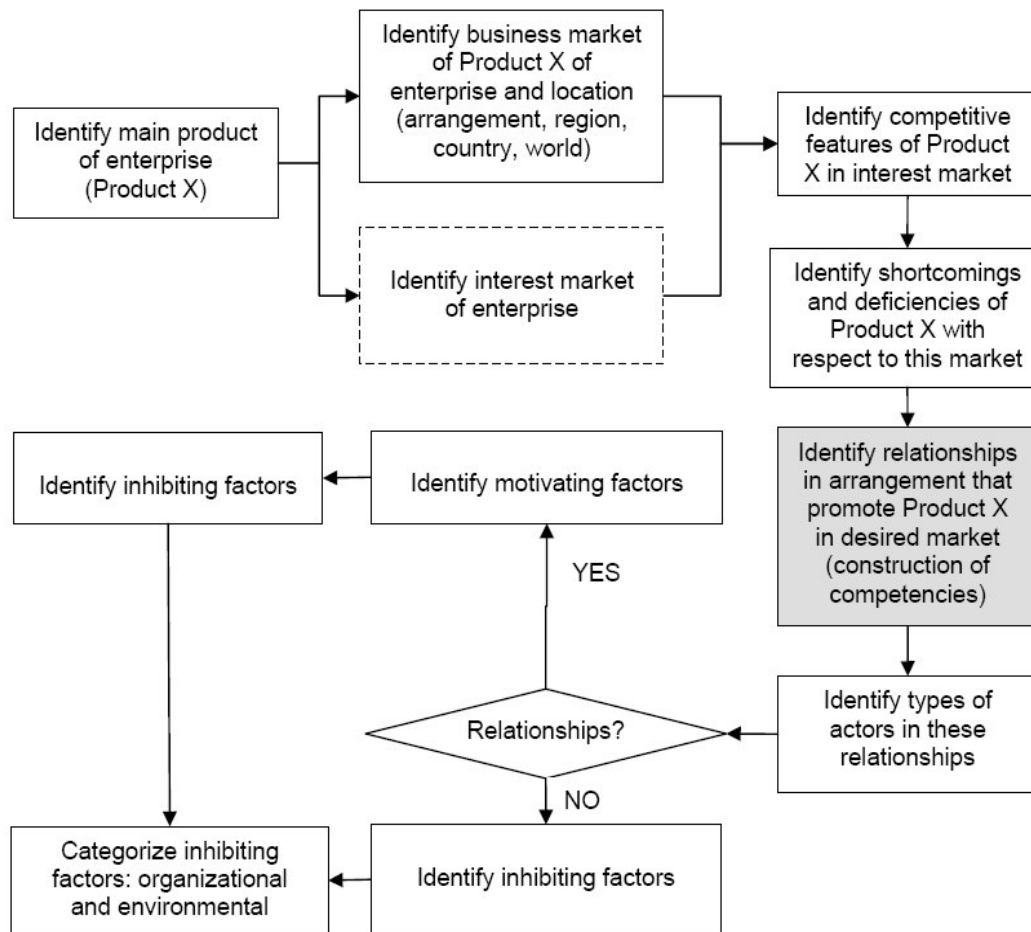 Identify main product
of enterprise
(Product X)
Identify business market
of Product X of
enterprise and location
(arrangement, region,
country, world)
Identify interest market
of enterprise
Identify competitive
features of Product
X in interest market
Identify shortcomings
and deficiencies of
Product X with
respect to this market
Identify relationships
in arrangement that
promote Product X
in desired market
(construction of
competencies)
Identify types of
actors in these
relationships
Relationships?
YES
Identify motivating factors
Identify inhibiting factors
NO
Identify inhibiting factors
Categorize inhibiting
factors: organizational
and environmental